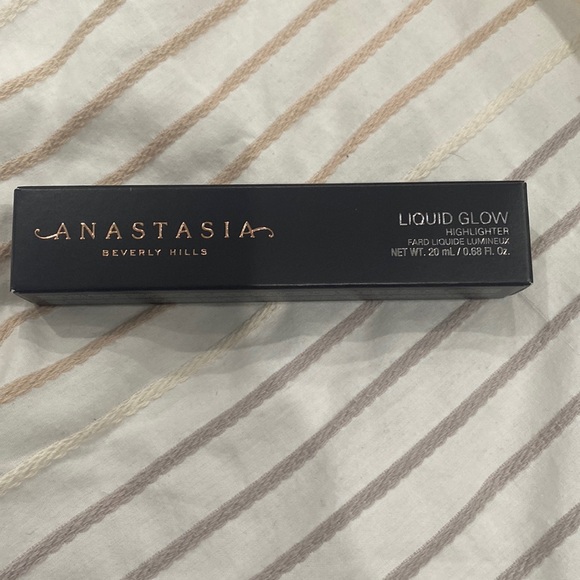 ANASTASIA
BEVERLY HILLS
LIQUID GLOW
HIGHLIGHTER
FARD LIQUIDE LUMINEUX
NET WT. 20 mL / 0.68 FL. Oz.